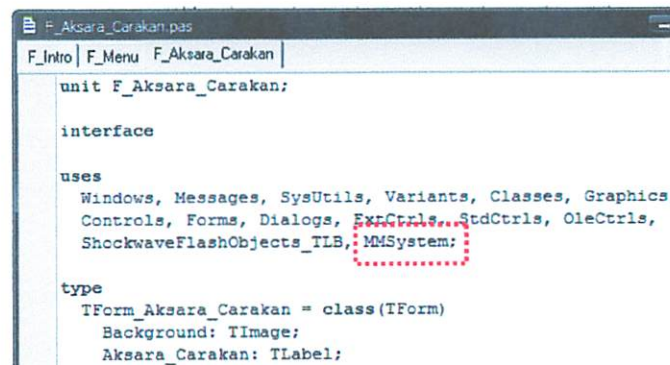 F_Aksara_Carakan.pas
F_Intro F_Menu F_Aksara_Carakan
unit F_Aksara_Carakan;
interface
uses
Windows, Messages, SysUtils, Variants, Classes, Graphics
Controls, Forms, Dialogs, ExtCtrls, StdCtrls, OleCtrls,
ShockwaveFlashObjects_TLB, MMSystem;
type
TForm_Aksara_Carakan = class(TForm)
Background: TImage;
Aksara_Carakan: TLabel;